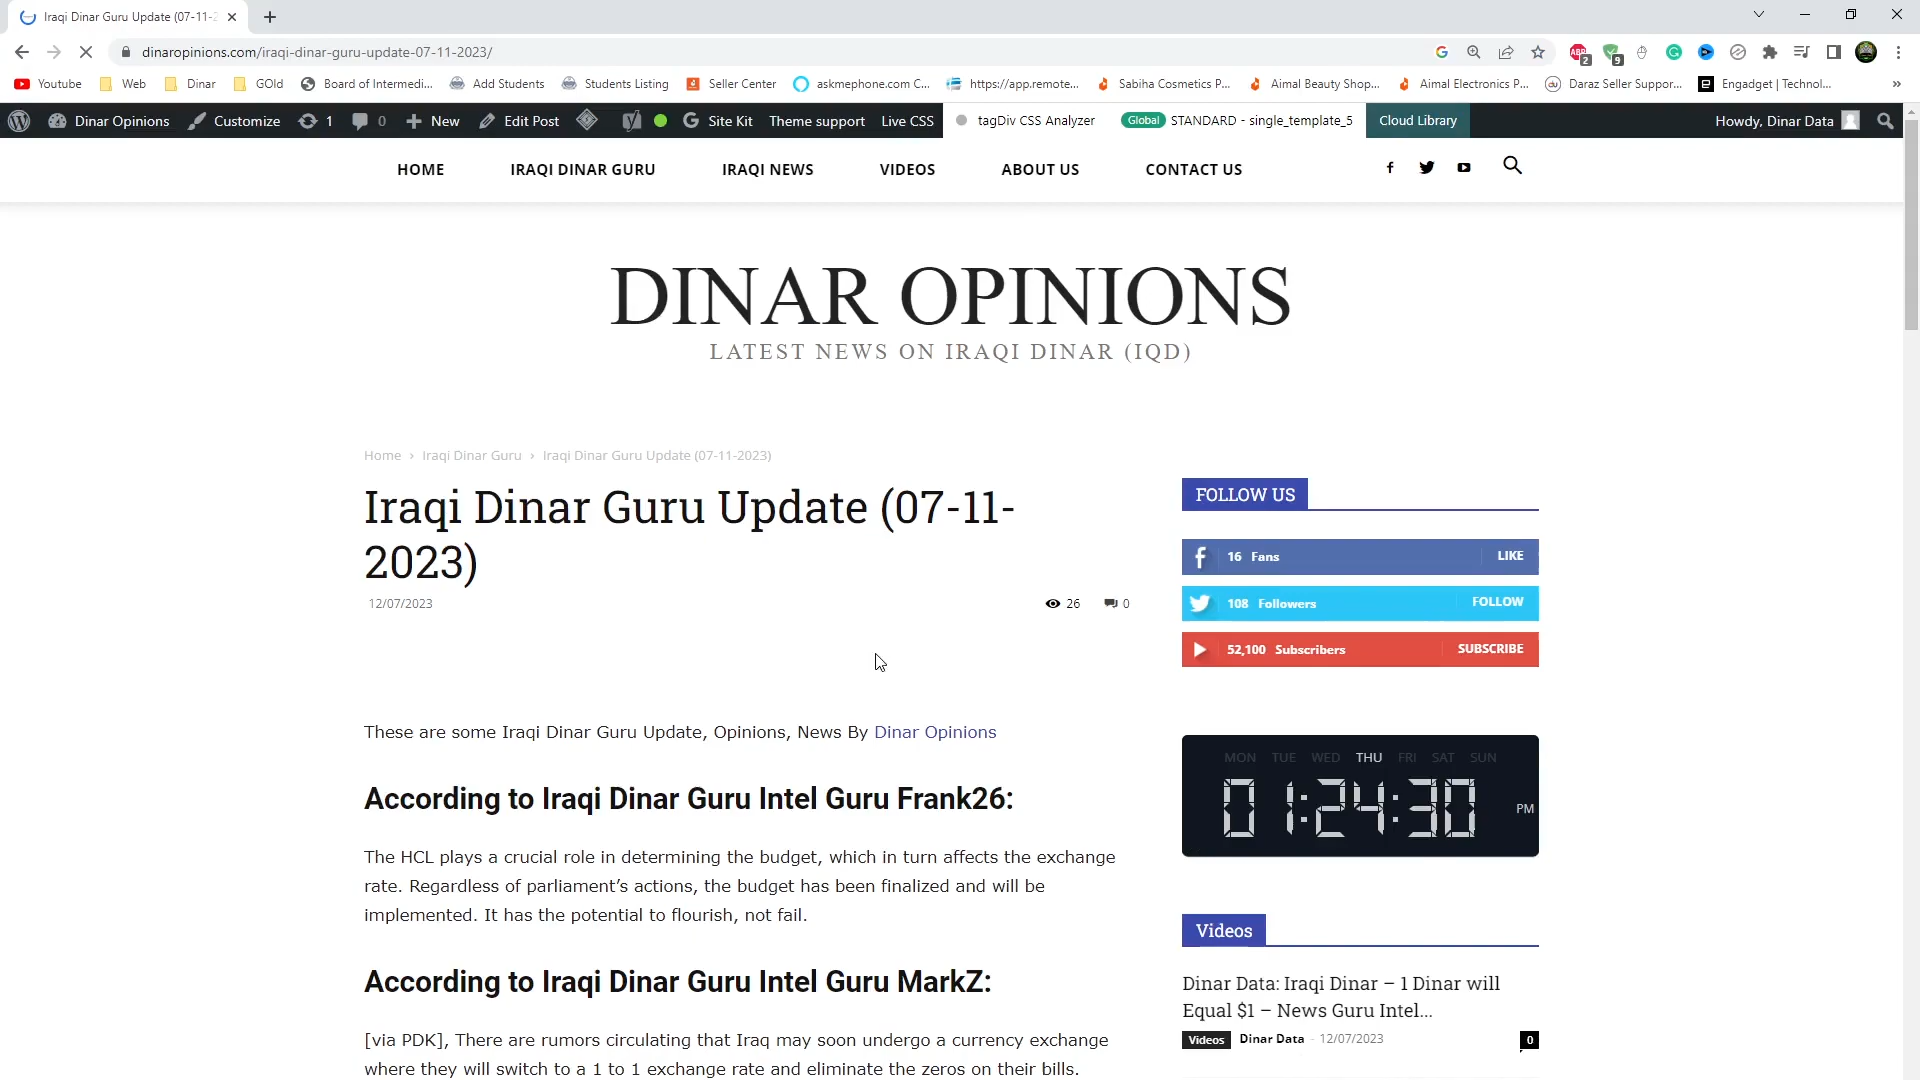 Iraqi Dinar Guru Update (07-11-2
dinaropinions.com/iraqi-dinar-guru-update-07-11-2023/
2
9
Youtube Web Dinar GOld Board of Intermedi... Add Students Students Listing Seller Center askmephone.com C... https://app.remote... Sabiha Cosmetics P... Aimal Beauty Shop... Aimal Electronics P... Daraz Seller Suppor... Engadget | Technol... »
Dinar Opinions Customize 1 0 New Edit Post Site Kit Theme support Live CSS tagDiv CSS Analyzer Global STANDARD - single_template_5 Cloud Library Howdy, Dinar Data
HOME IRAQI DINAR GURU IRAQI NEWS VIDEOS ABOUT US CONTACT US
DINAR OPINIONS
LATEST NEWS ON IRAQI DINAR (IQD)
Home › Iraqi Dinar Guru › Iraqi Dinar Guru Update (07-11-2023)
Iraqi Dinar Guru Update (07-11-
2023)
12/07/2023 26 0
These are some Iraqi Dinar Guru Update, Opinions, News By Dinar Opinions
According to Iraqi Dinar Guru Intel Guru Frank26:
The HCL plays a crucial role in determining the budget, which in turn affects the exchange
rate. Regardless of parliament’s actions, the budget has been finalized and will be
implemented. It has the potential to flourish, not fail.
According to Iraqi Dinar Guru Intel Guru MarkZ:
[via PDK], There are rumors circulating that Iraq may soon undergo a currency exchange
where they will switch to a 1 to 1 exchange rate and eliminate the zeros on their bills.
FOLLOW US
16 Fans LIKE
108 Followers FOLLOW
52,100 Subscribers SUBSCRIBE
MON TUE WED THU FRI SAT SUN
01:24:30 PM
Videos
Dinar Data: Iraqi Dinar – 1 Dinar will
Equal $1 – News Guru Intel...
Videos Dinar Data - 12/07/2023 0